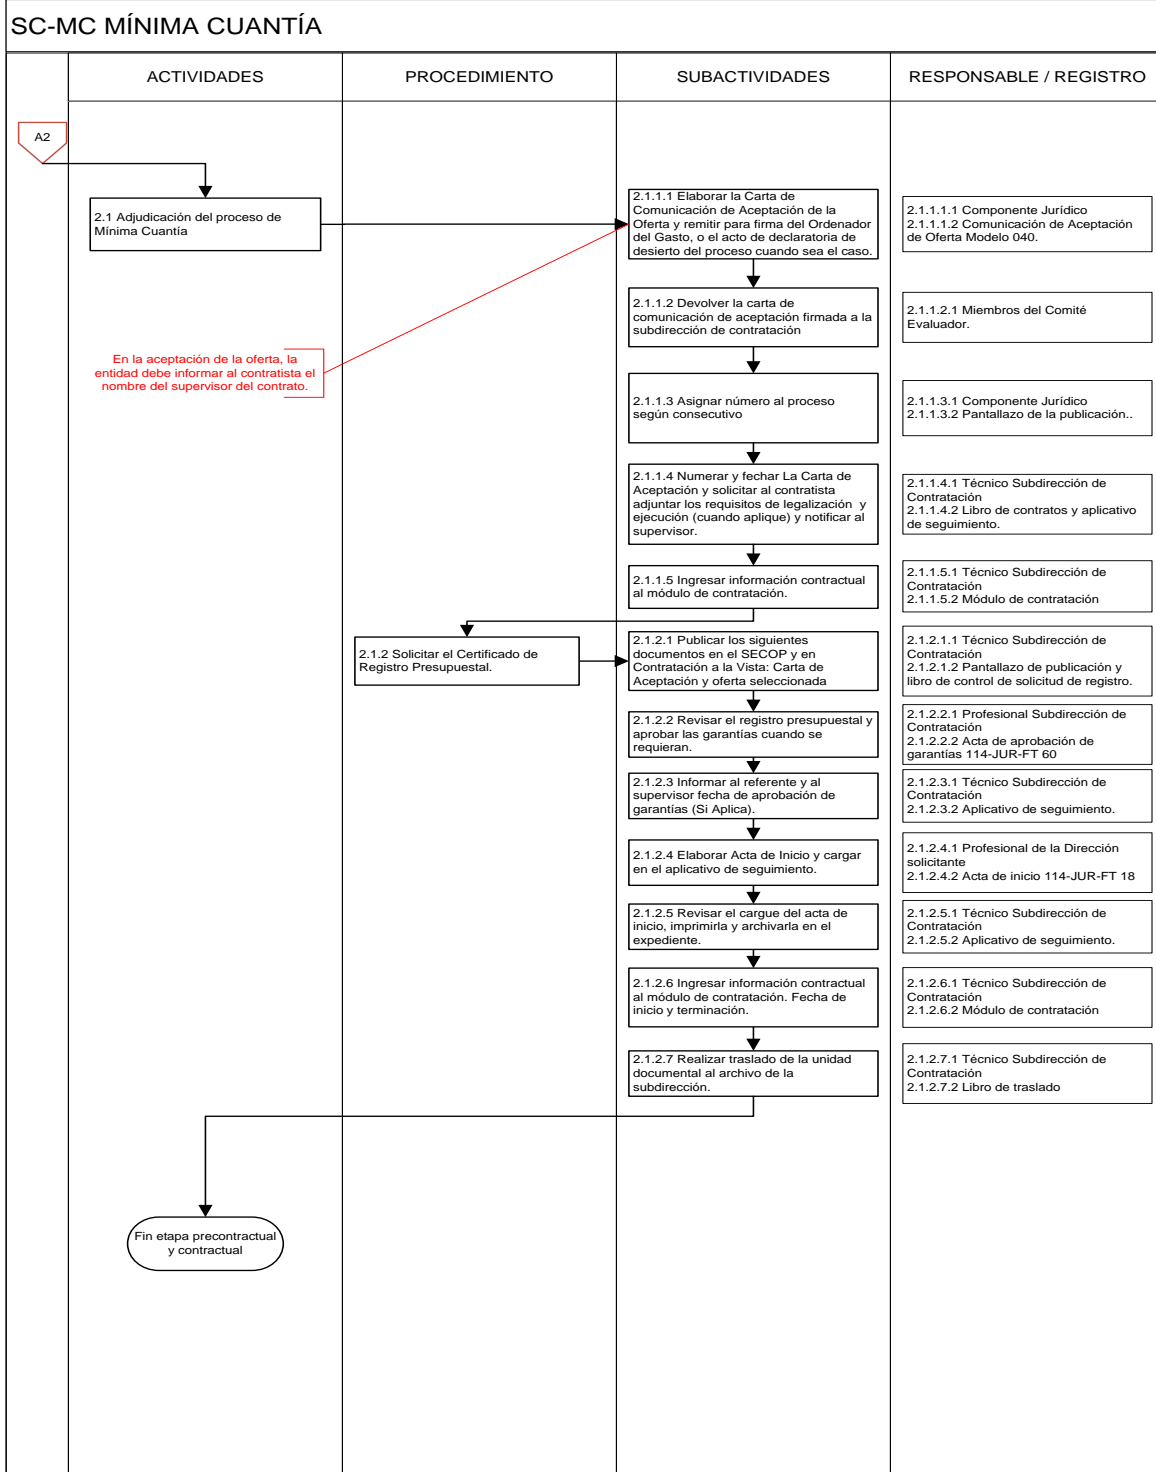 SC-MC MÍNIMA CUANTÍA
ACTIVIDADES
PROCEDIMIENTO
SUBACTIVIDADES
RESPONSABLE / REGISTRO
A2
2.1 Adjudicación del proceso de
Mínima Cuantía
2.1.1.1 Elaborar la Carta de
Comunicación de Aceptación de la
Oferta y remitir para firma del Ordenador
del Gasto, o el acto de declaratoria de
desierto del proceso cuando sea el caso.
2.1.1.1.1 Componente Jurídico
2.1.1.1.2 Comunicación de Aceptación
de Oferta Modelo 040.
2.1.1.2 Devolver la carta de
comunicación de aceptación firmada a la
subdirección de contratación
2.1.1.2.1 Miembros del Comité
Evaluador.
En la aceptación de la oferta, la
entidad debe informar al contratista el
nombre del supervisor del contrato.
2.1.1.3 Asignar número al proceso
según consecutivo
2.1.1.3.1 Componente Jurídico
2.1.1.3.2 Pantallazo de la publicación..
2.1.1.4 Numerar y fechar La Carta de
Aceptación y solicitar al contratista
adjuntar los requisitos de legalización  y
ejecución (cuando aplique) y notificar al
supervisor.
2.1.1.4.1 Técnico Subdirección de
Contratación
2.1.1.4.2 Libro de contratos y aplicativo
de seguimiento.
2.1.1.5 Ingresar información contractual
al módulo de contratación.
2.1.1.5.1 Técnico Subdirección de
Contratación
2.1.1.5.2 Módulo de contratación
2.1.2 Solicitar el Certificado de
Registro Presupuestal.
2.1.2.1 Publicar los siguientes
documentos en el SECOP y en
Contratación a la Vista: Carta de
Aceptación y oferta seleccionada
2.1.2.1.1 Técnico Subdirección de
Contratación
2.1.2.1.2 Pantallazo de publicación y
libro de control de solicitud de registro.
2.1.2.2 Revisar el registro presupuestal y
aprobar las garantías cuando se
requieran.
2.1.2.2.1 Profesional Subdirección de
Contratación
2.1.2.2.2 Acta de aprobación de
garantías 114-JUR-FT 60
2.1.2.3 Informar al referente y al
supervisor fecha de aprobación de
garantías (Si Aplica).
2.1.2.3.1 Técnico Subdirección de
Contratación
2.1.2.3.2 Aplicativo de seguimiento.
2.1.2.4 Elaborar Acta de Inicio y cargar
en el aplicativo de seguimiento.
2.1.2.4.1 Profesional de la Dirección
solicitante
2.1.2.4.2 Acta de inicio 114-JUR-FT 18
2.1.2.5 Revisar el cargue del acta de
inicio, imprimirla y archivarla en el
expediente.
2.1.2.5.1 Técnico Subdirección de
Contratación
2.1.2.5.2 Aplicativo de seguimiento.
2.1.2.6 Ingresar información contractual
al módulo de contratación. Fecha de
inicio y terminación.
2.1.2.6.1 Técnico Subdirección de
Contratación
2.1.2.6.2 Módulo de contratación
2.1.2.7 Realizar traslado de la unidad
documental al archivo de la
subdirección.
2.1.2.7.1 Técnico Subdirección de
Contratación
2.1.2.7.2 Libro de traslado
Fin etapa precontractual
y contractual